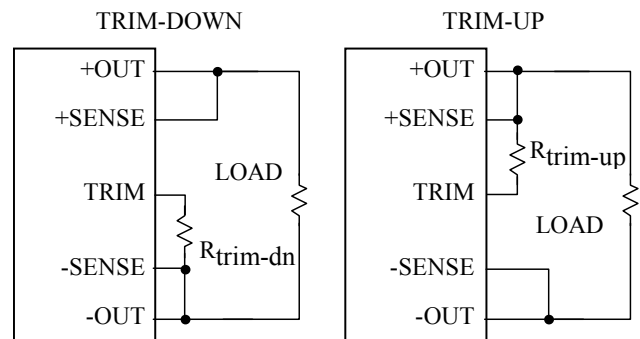 TRIM-DOWN
+OUT
+SENSE
TRIM
-SENSE
-OUT
LOAD
Rtrim-dn
TRIM-UP
+OUT
+SENSE
TRIM
-SENSE
-OUT
Rtrim-up
LOAD